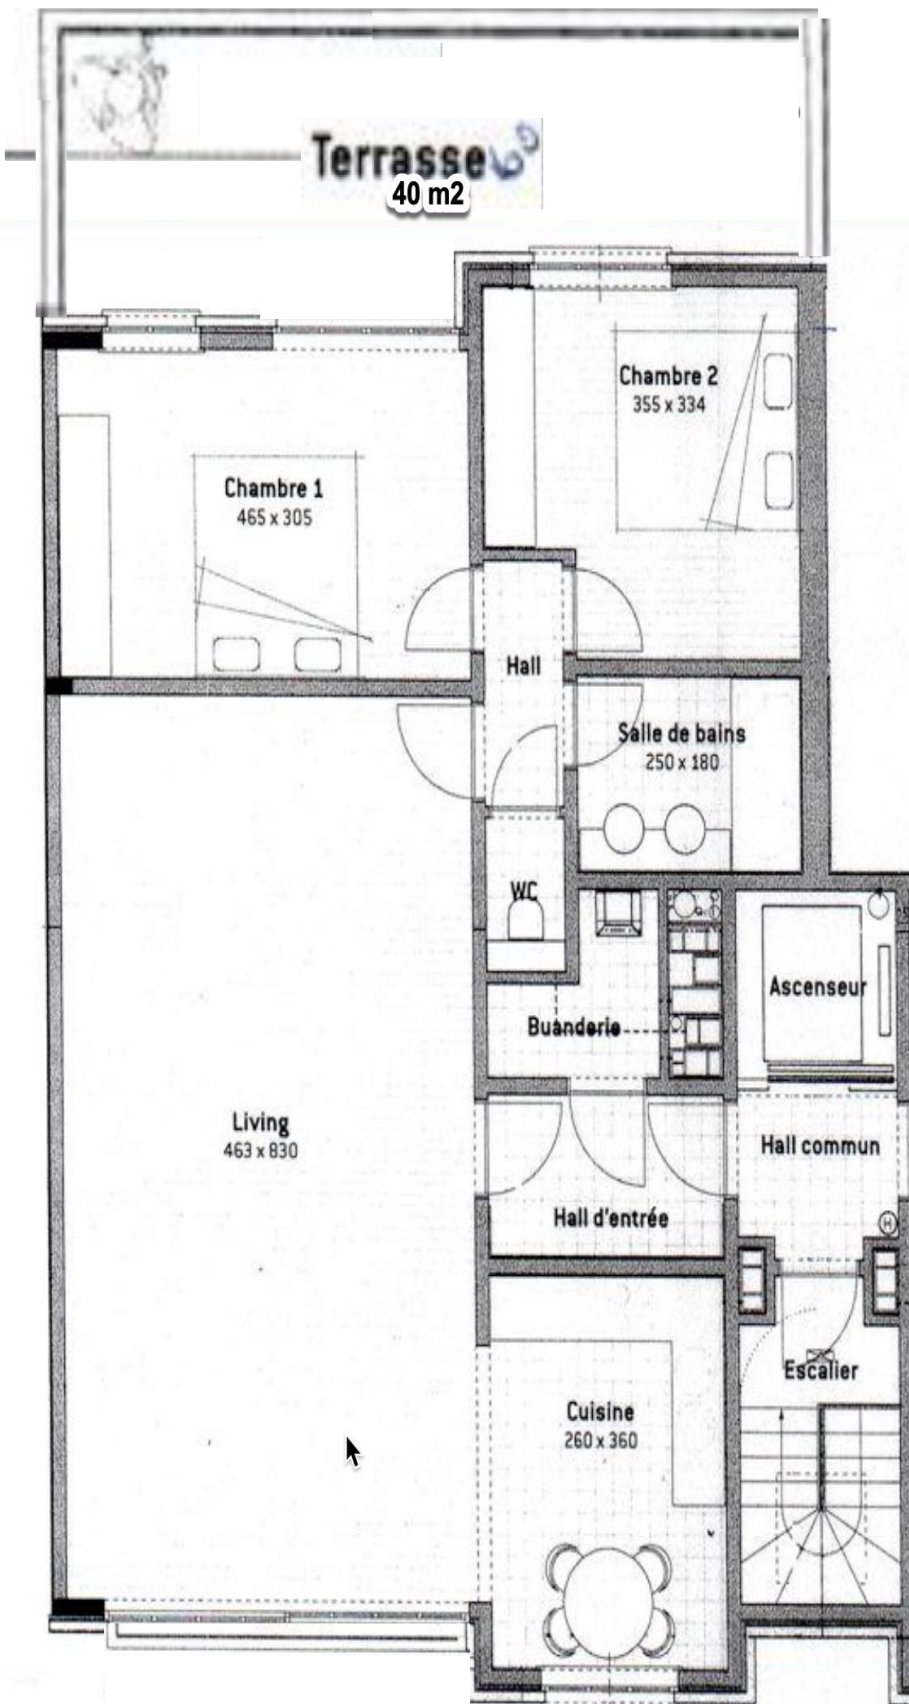 Terrasse
40 m2
Chambre 2
355 x 334
Chambre 1
465 x 305
Hall
Salle de bains
250 x 180
WC
Ascenseur
Buanderie
Living
463 x 830
Hall commun
Hall d'entrée
H
Escalier
Cuisine
260 x 360